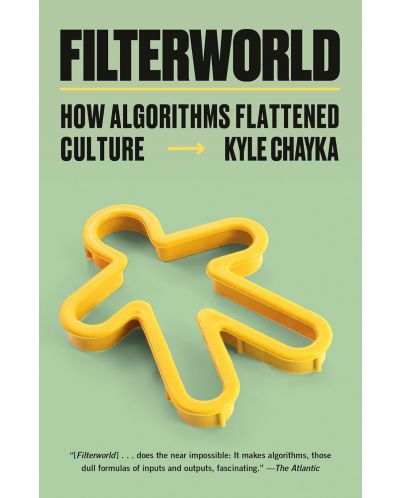 FILTERWORLD
HOW ALGORITHMS FLATTENED
CULTURE → KYLE CHAYKA
“[Filterworld] . . . does the near impossible: It makes algorithms, those
dull formulas of inputs and outputs, fascinating.” —The Atlantic